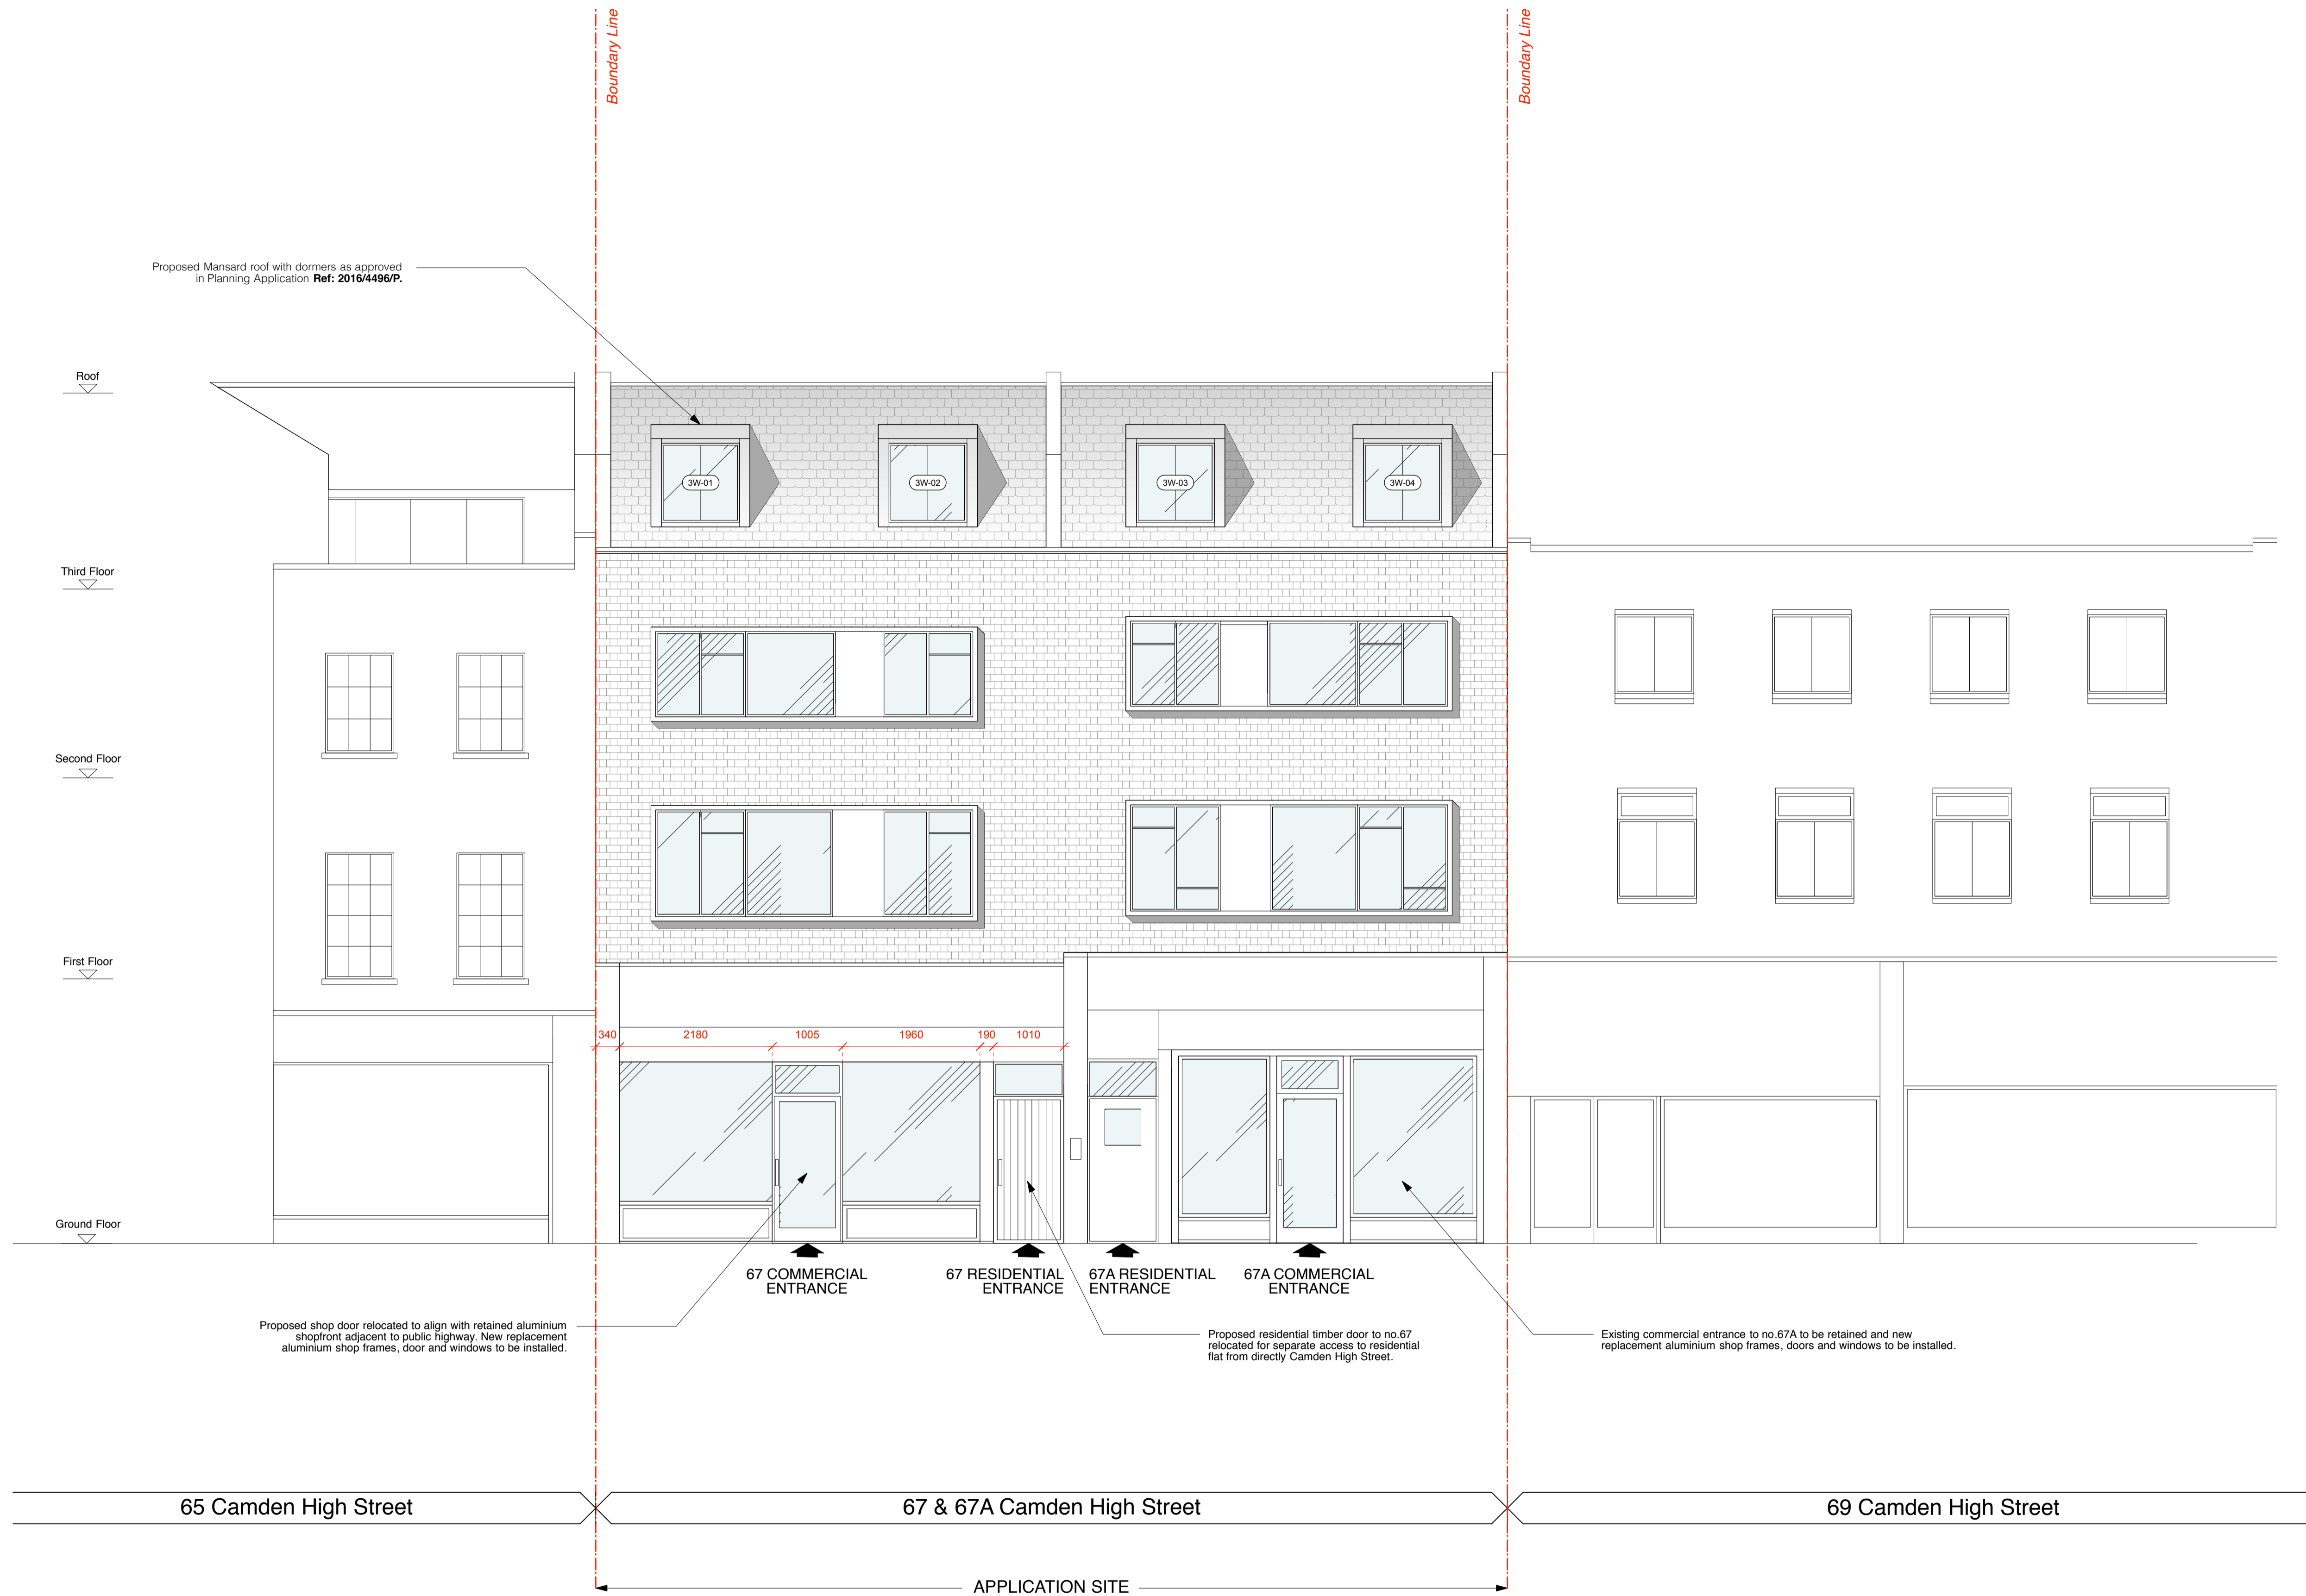 Boundary Line
Boundary Line
Proposed Mansard roof with dormers as approved
in Planning Application Ref: 2016/4496/P.
Roof
3W-01
3W-02
3W-03
3W-04
Third Floor
Second Floor
First Floor
340
2180
1005
1960
190
1010
Ground Floor
67 COMMERCIAL
ENTRANCE
67 RESIDENTIAL
ENTRANCE
67A RESIDENTIAL
ENTRANCE
67A COMMERCIAL
ENTRANCE
Proposed shop door relocated to align with retained aluminium
shopfront adjacent to public highway. New replacement
aluminium shop frames, door and windows to be installed.
Proposed residential timber door to no.67
relocated for separate access to residential
flat from directly Camden High Street.
Existing commercial entrance to no.67A to be retained and new
replacement aluminium shop frames, doors and windows to be installed.
65 Camden High Street
67 & 67A Camden High Street
69 Camden High Street
APPLICATION SITE